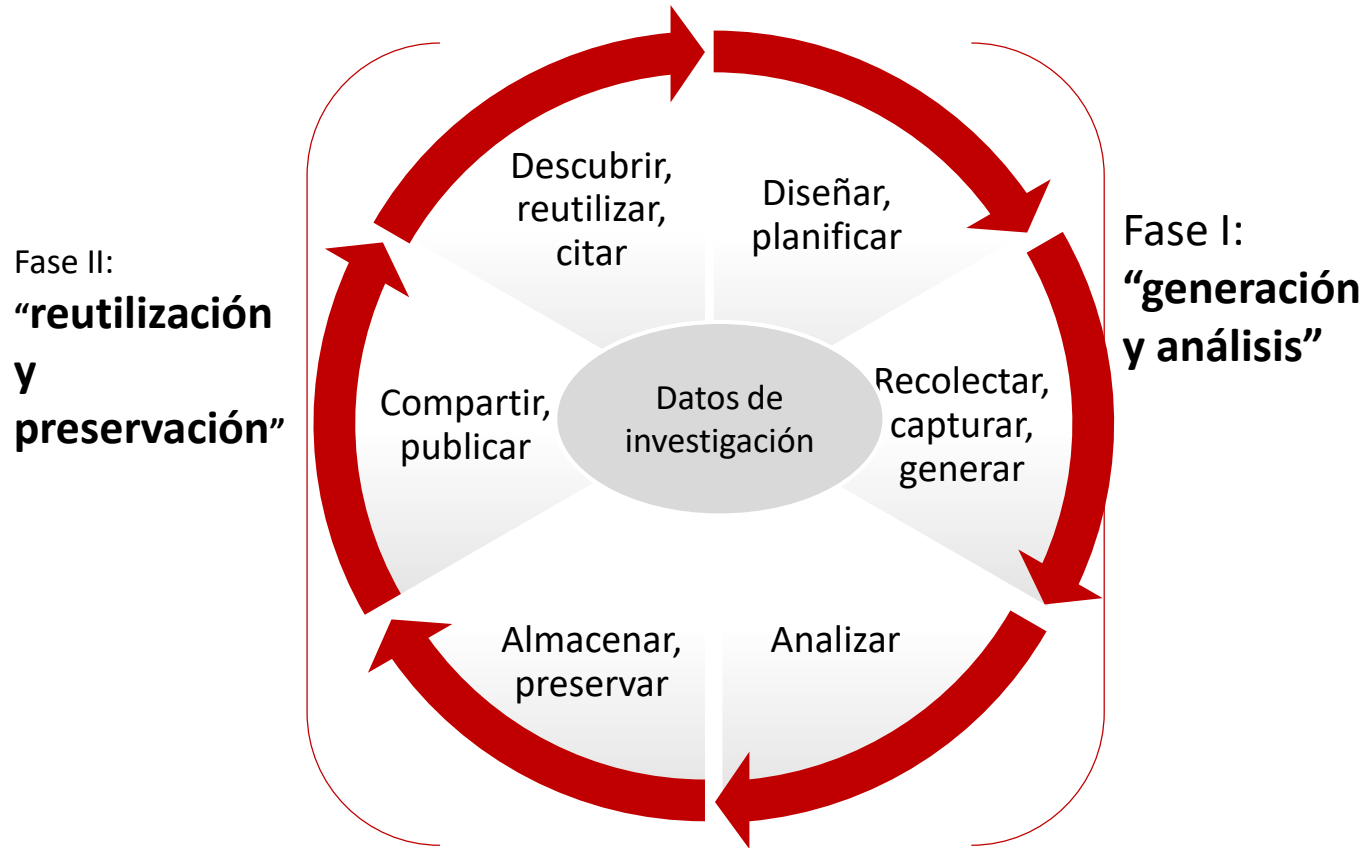 Fase I:
“generación
y análisis”
Diseñar,
planificar
Recolectar,
capturar,
generar
Analizar
Almacenar,
preservar
Compartir,
publicar
Descubrir,
reutilizar,
citar
Datos de
investigación
Fase II:
“reutilización
y
preservación”